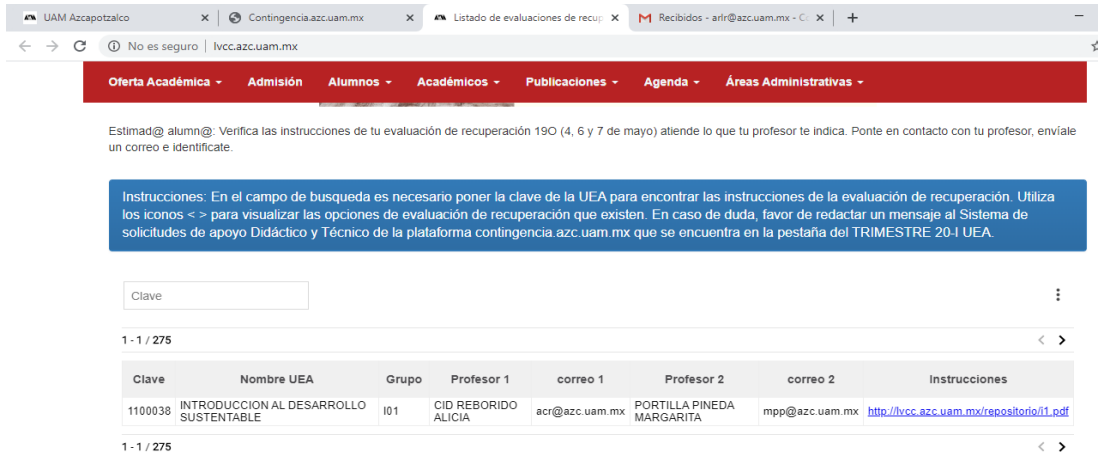 UAM Azcapotzalco
Contingencia.azc.uam.mx
Listado de evaluaciones de recup
Recibidos - arlr@azc.uam.mx - Co
No es seguro | lvcc.azc.uam.mx
Oferta Académica Admisión Alumnos Académicos Publicaciones Agenda Áreas Administrativas
Estimad@ alumn@: Verifica las instrucciones de tu evaluación de recuperación 19O (4, 6 y 7 de mayo) atiende lo que tu profesor te indica. Ponte en contacto con tu profesor, envíale
un correo e identificate.
Instrucciones: En el campo de busqueda es necesario poner la clave de la UEA para encontrar las instrucciones de la evaluación de recuperación. Utiliza
los iconos < > para visualizar las opciones de evaluación de recuperación que existen. En caso de duda, favor de redactar un mensaje al Sistema de
solicitudes de apoyo Didáctico y Técnico de la plataforma contingencia.azc.uam.mx que se encuentra en la pestaña del TRIMESTRE 20-I UEA.
Clave
1 - 1 / 275
Clave Nombre UEA Grupo Profesor 1 correo 1 Profesor 2 correo 2 Instrucciones
1100038 INTRODUCCION AL DESARROLLO SUSTENTABLE I01 CID REBORIDO ALICIA acr@azc.uam.mx PORTILLA PINEDA MARGARITA mpp@azc.uam.mx http://lvcc.azc.uam.mx/repositorio/i1.pdf
1 - 1 / 275